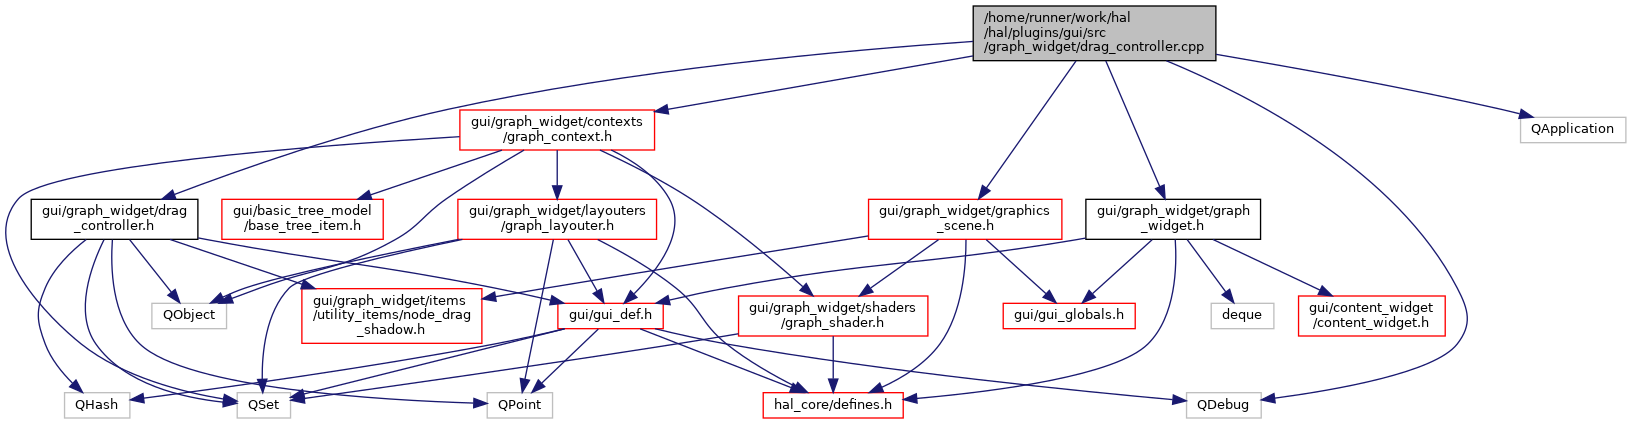 /home/runner/work/hal
/hal/plugins/gui/src
/graph_widget/drag_controller.cpp
gui/graph_widget/contexts
/graph_context.h
QApplication
gui/graph_widget/drag
_controller.h
gui/basic_tree_model
/base_tree_item.h
gui/graph_widget/layouters
/graph_layouter.h
gui/graph_widget/graphics
_scene.h
gui/graph_widget/graph
_widget.h
QObject
gui/graph_widget/items
/utility_items/node_drag
_shadow.h
gui/gui_def.h
gui/graph_widget/shaders
/graph_shader.h
gui/gui_globals.h
deque
gui/content_widget
/content_widget.h
QHash
QSet
QPoint
hal_core/defines.h
QDebug